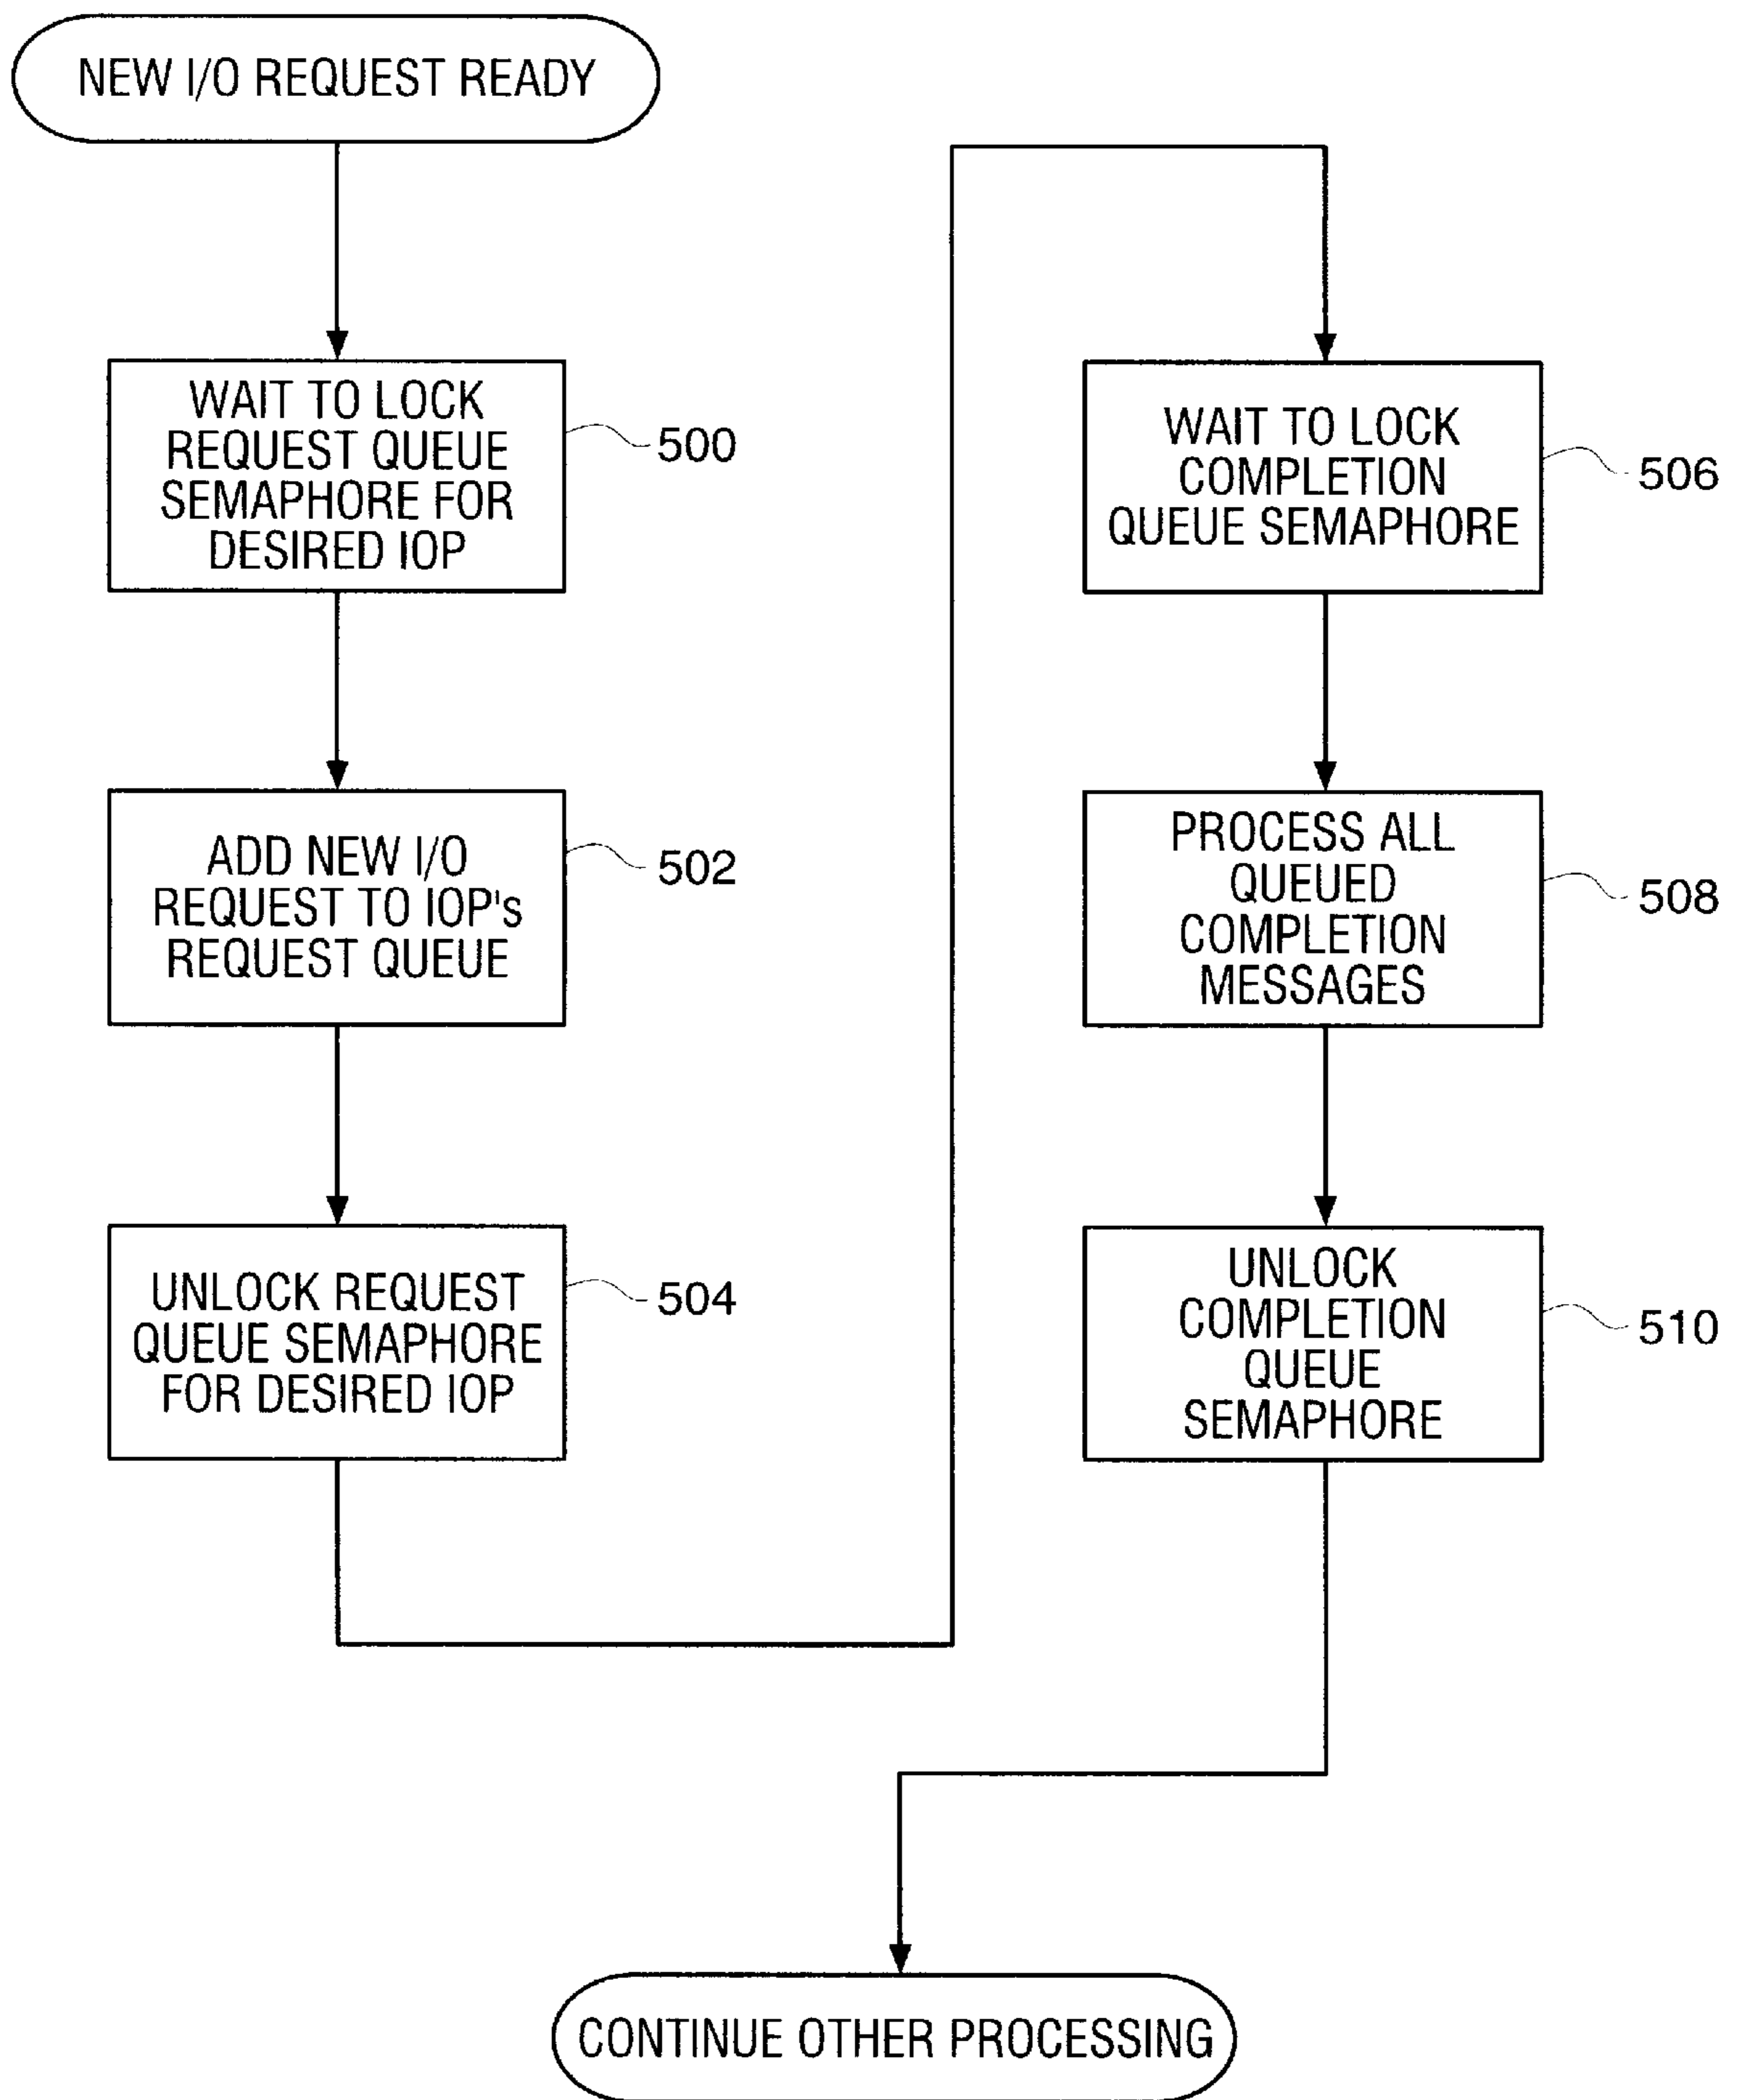 NEW I/O REQUEST READY
WAIT TO LOCK
REQUEST QUEUE
SEMAPHORE FOR
DESIRED IOP
500
ADD NEW I/O
REQUEST TO IOP's
REQUEST QUEUE
502
UNLOCK REQUEST
QUEUE SEMAPHORE
FOR DESIRED IOP
504
WAIT TO LOCK
COMPLETION
QUEUE SEMAPHORE
506
PROCESS ALL
QUEUED
COMPLETION
MESSAGES
508
UNLOCK
COMPLETION
QUEUE
SEMAPHORE
510
CONTINUE OTHER PROCESSING